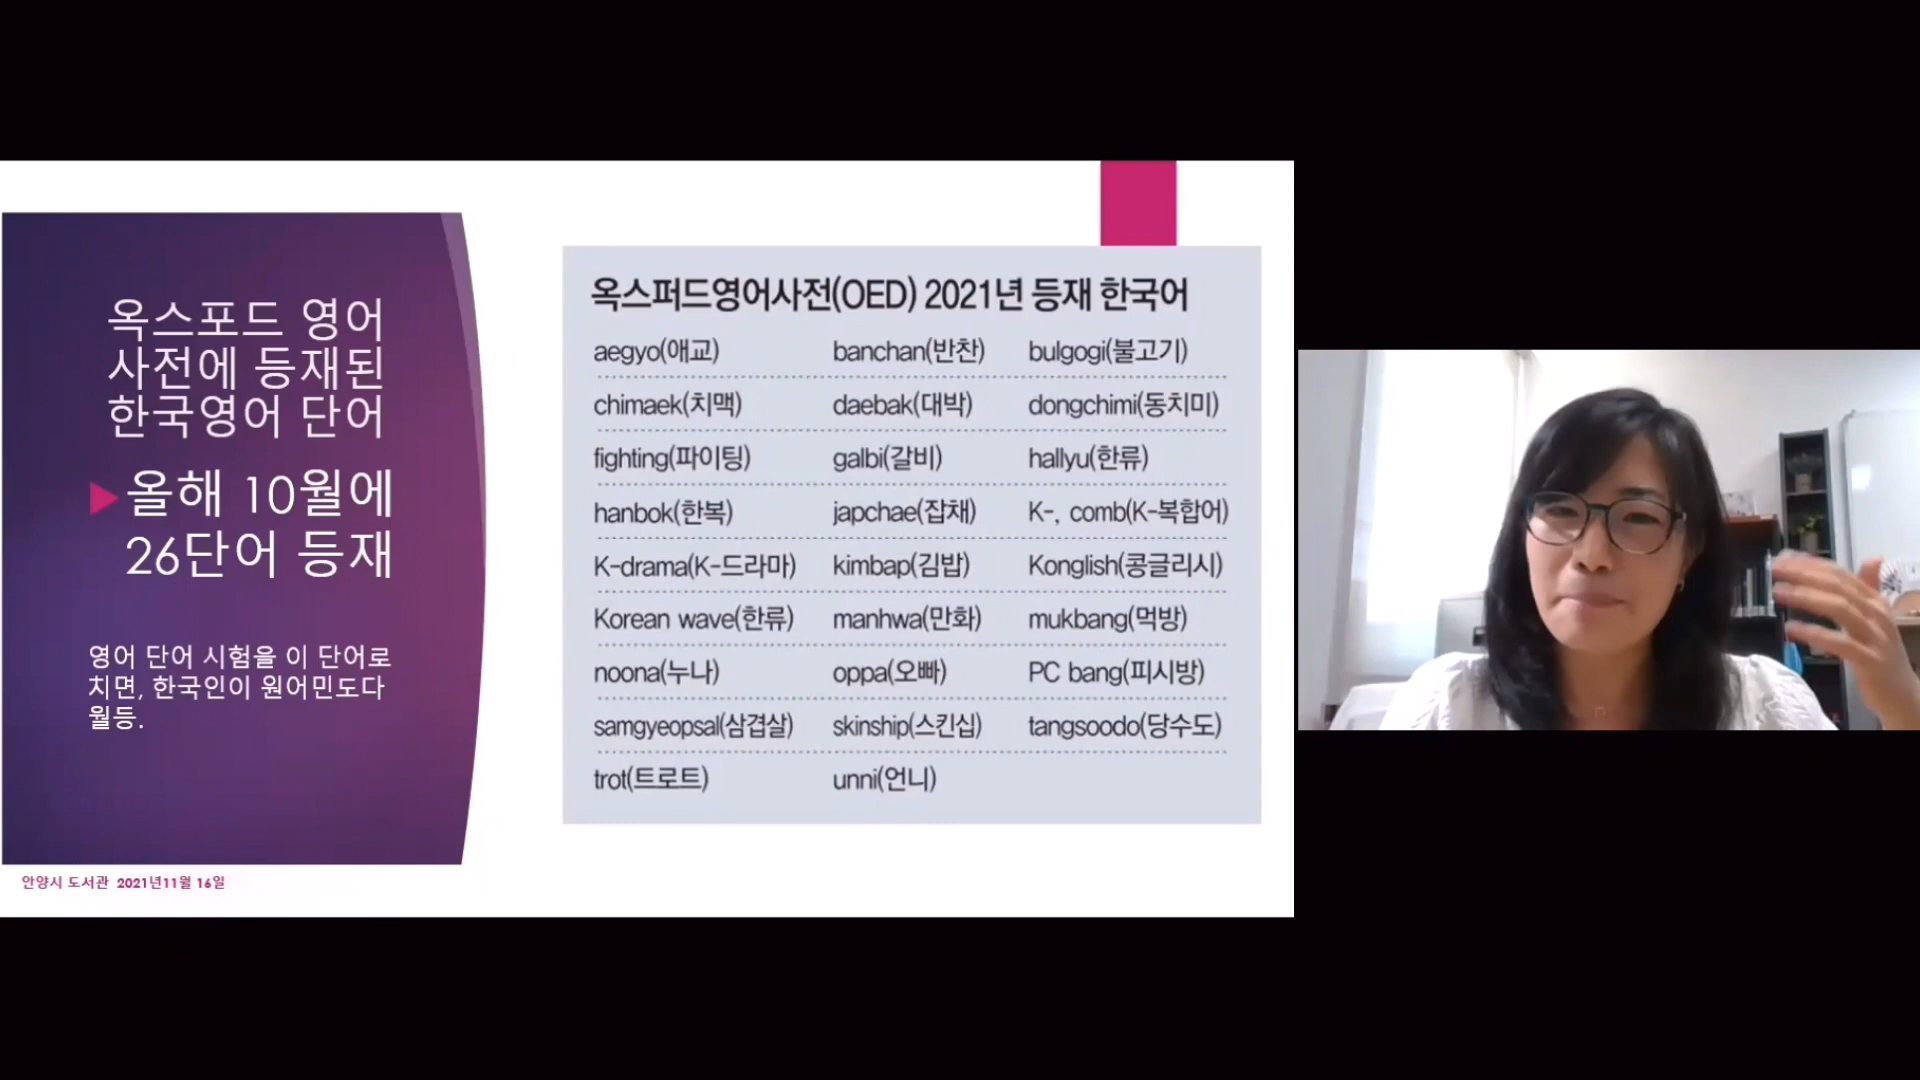 옥스포드 영어
사전에 등재된
한국영어 단어
올해 10월에
26단어 등재
영어 단어 시험을 이 단어로
치면, 한국인이 원어민도다
월등.
안양시 도서관 2021년11월 16일
옥스퍼드영어사전(OED) 2021년 등재 한국어
aegyo(애교) banchan(반찬) bulgogi(불고기)
chimaek(치맥) daebak(대박) dongchimi(동치미)
fighting(파이팅) galbi(갈비) hallyu(한류)
hanbok(한복) japchae(잡채) K-, comb(K-복합어)
K-drama(K-드라마) kimbap(김밥) Konglish(콩글리시)
Korean wave(한류) manhwa(만화) mukbang(먹방)
noona(누나) oppa(오빠) PC bang(피시방)
samgyeopsal(삼겹살) skinship(스킨십) tangsoodo(당수도)
trot(트로트) unni(언니)